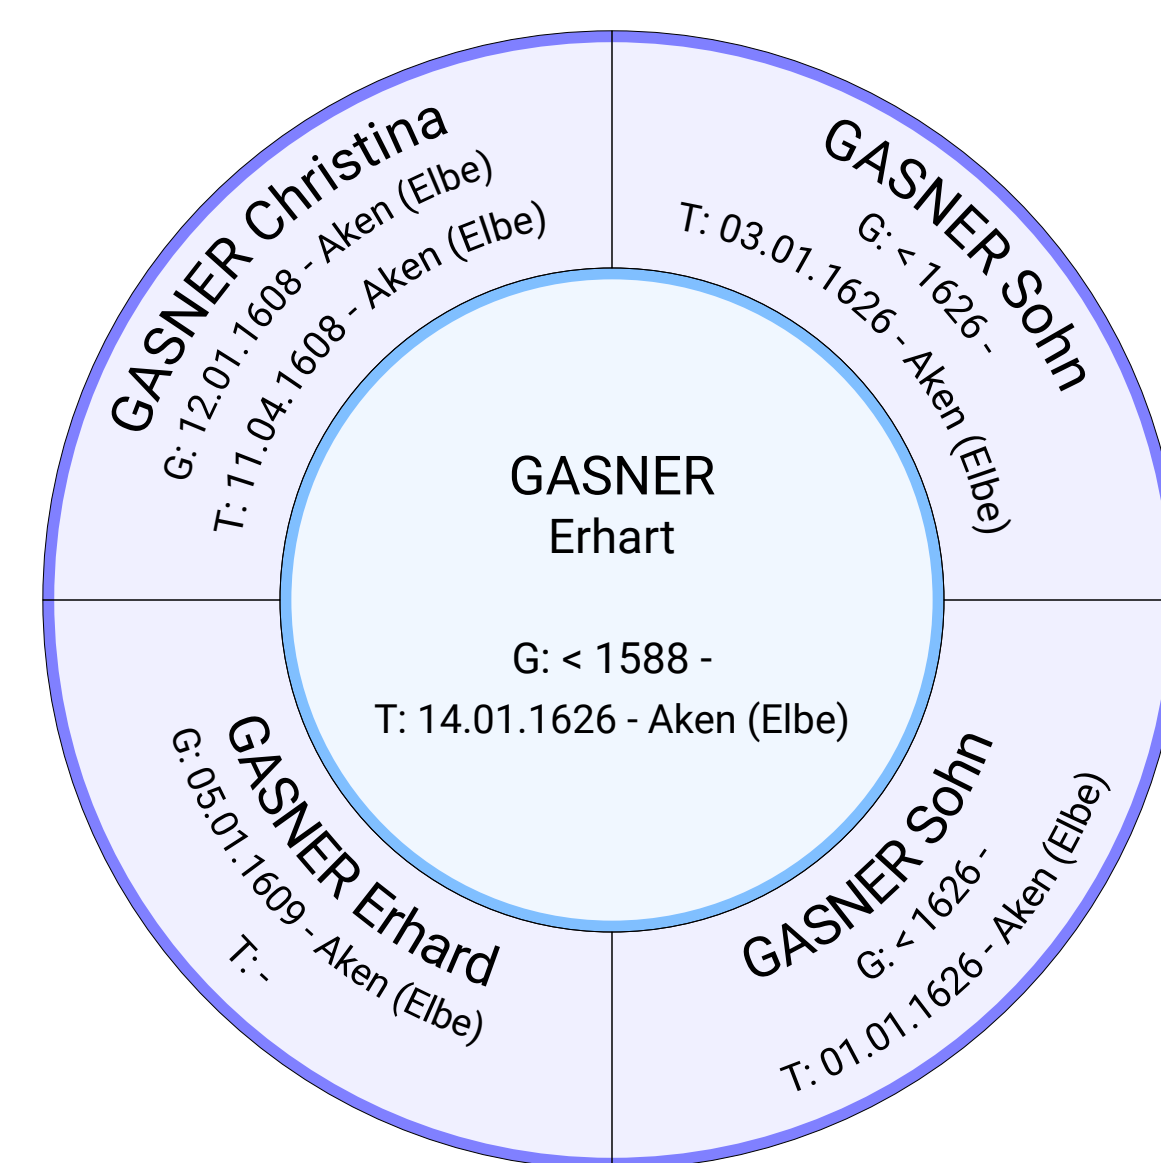 GASNER Christina
G: 12.01.1608 - Aken (Elbe)
T: 11.04.1608 - Aken (Elbe)
GASNER Sohn
G: < 1626 -
T: 03.01.1626 - Aken (Elbe)
GASNER
Erhart
G: < 1588 -
T: 14.01.1626 - Aken (Elbe)
GASNER Erhard
G: 05.01.1609 - Aken (Elbe)
T: -
GASNER Sohn
G: < 1626 -
T: 01.01.1626 - Aken (Elbe)